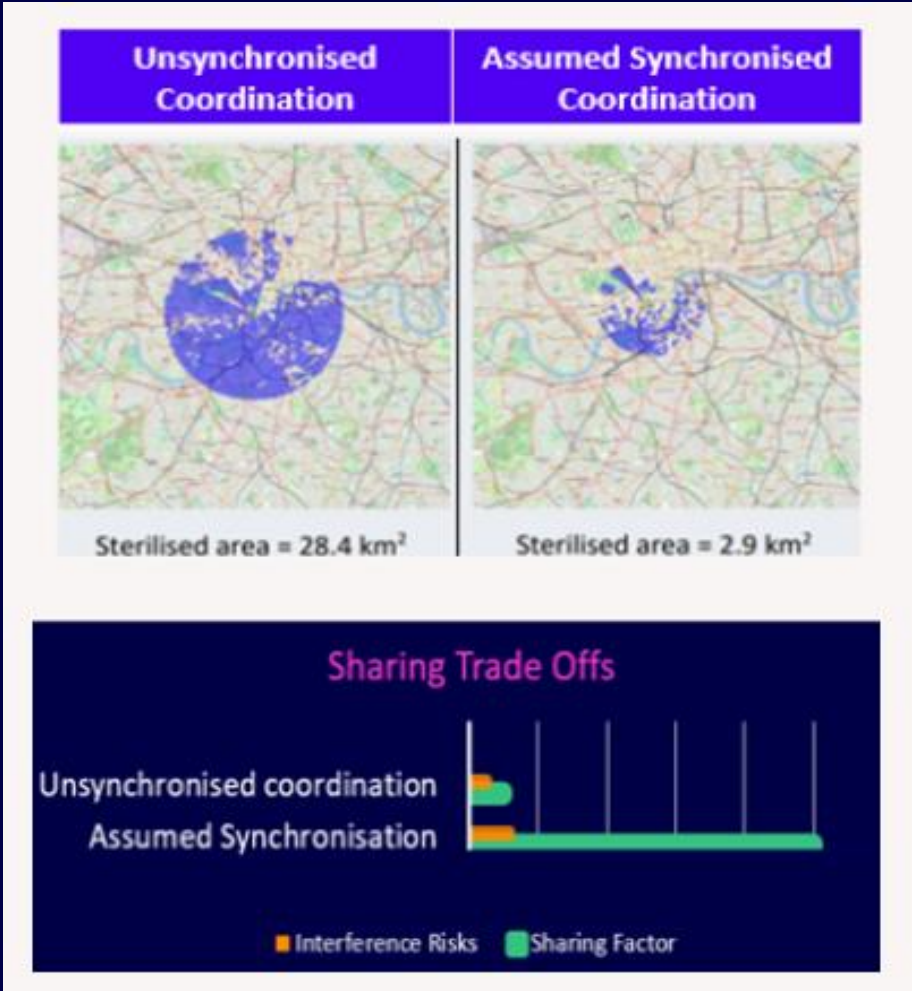 Unsynchronised
Coordination
Assumed Synchronised
Coordination
Sterilised area = 28.4 km²
Sterilised area = 2.9 km²
Sharing Trade Offs
Unsynchronised coordination
Assumed Synchronisation
Interference Risks
Sharing Factor